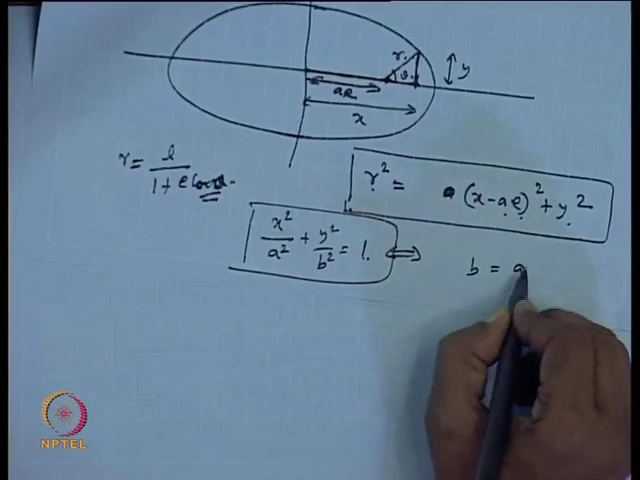 r. θ. y
ae
x
r = l / 1 + e
r² = a (x - ae)² + y²
x²/a² + y²/b² = 1. ⇔
b = a
NPTEL